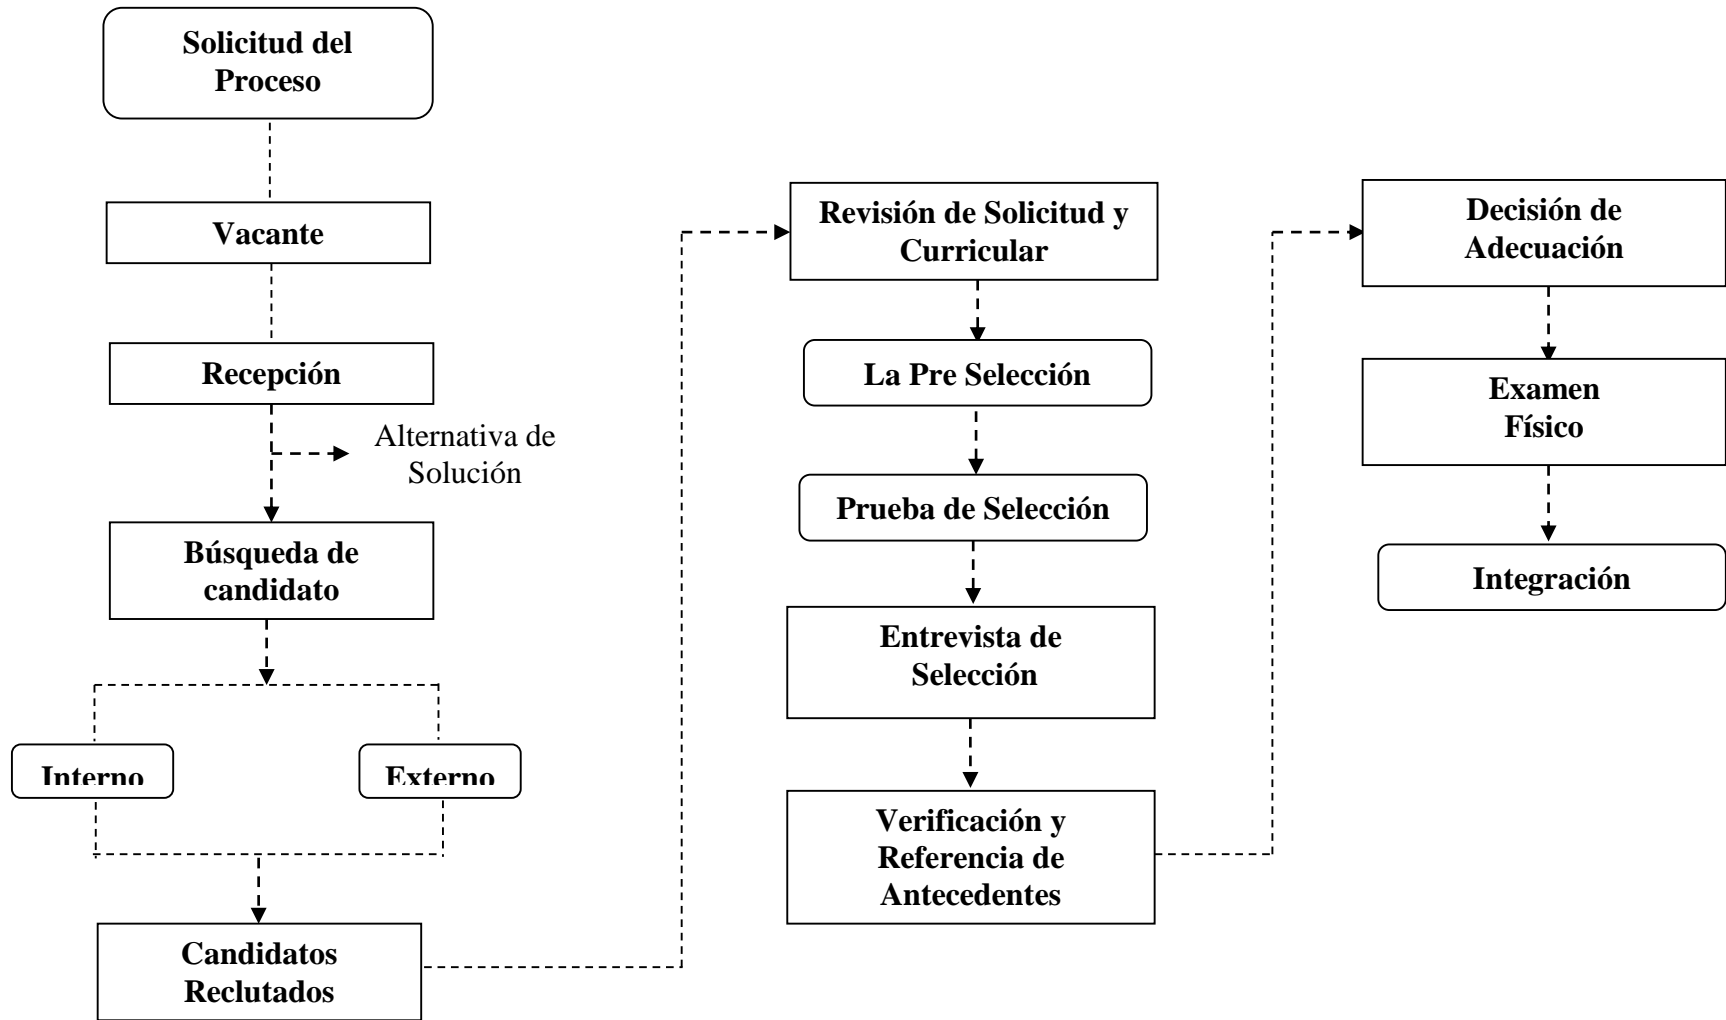 Solicitud del
Proceso
Vacante
Recepción
Alternativa de
Solución
Búsqueda de
candidato
Interno
Externo
Candidatos
Reclutados
Revisión de Solicitud y
Curricular
La Pre Selección
Prueba de Selección
Entrevista de
Selección
Verificación y
Referencia de
Antecedentes
Decisión de
Adecuación
Examen
Físico
Integración